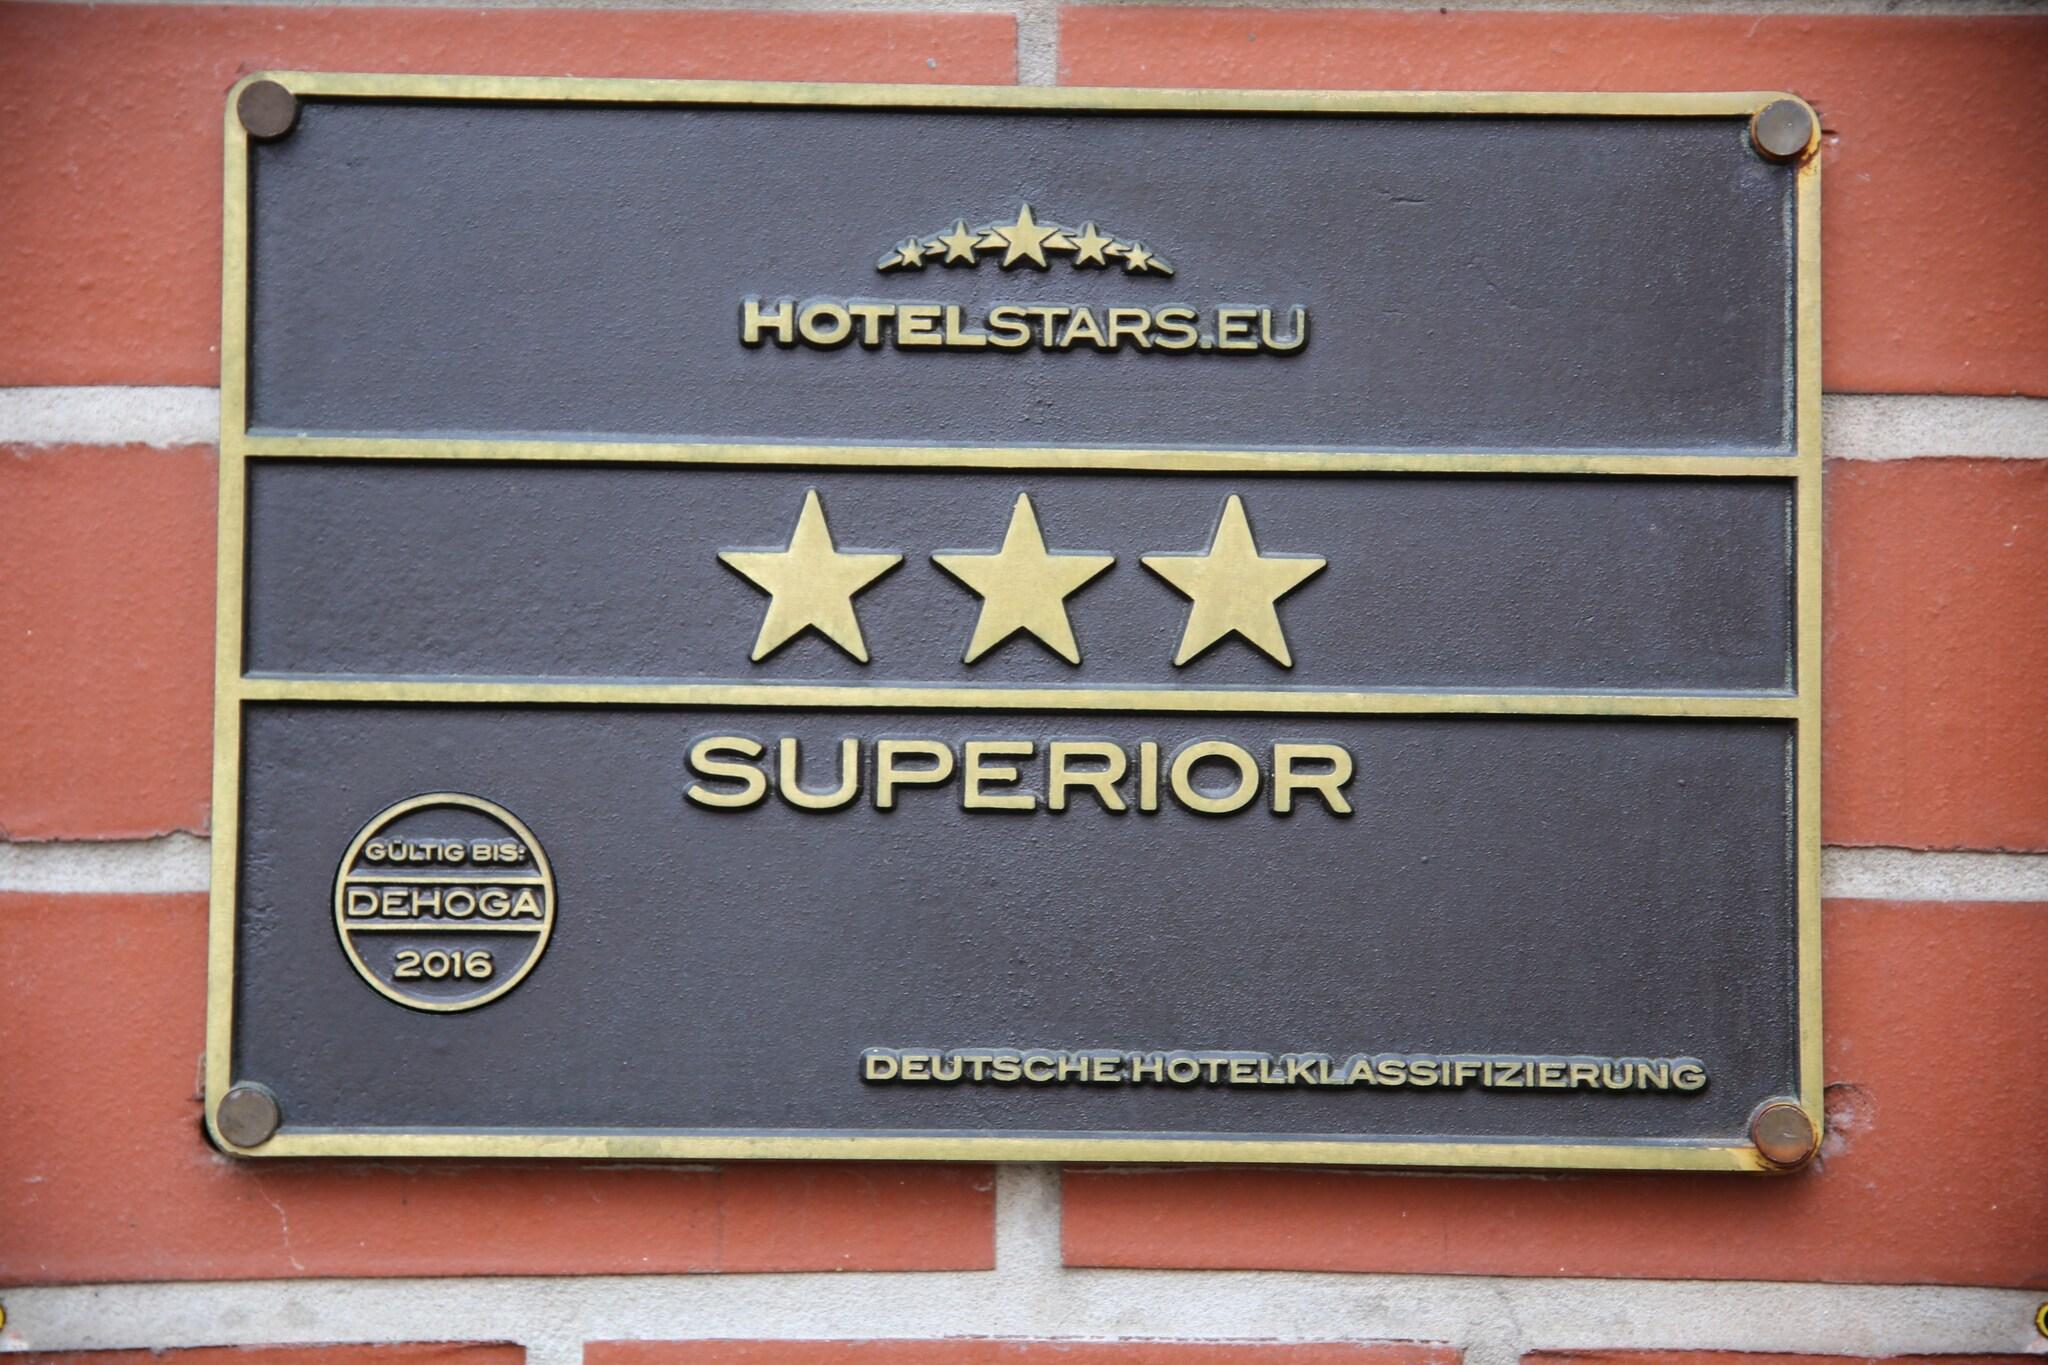 HOTELSTARS.EU
SUPERIOR
GÜLTIG BIS:
DEHOGA
2016
DEUTSCHE HOTELKLASSIFIZIERUNG